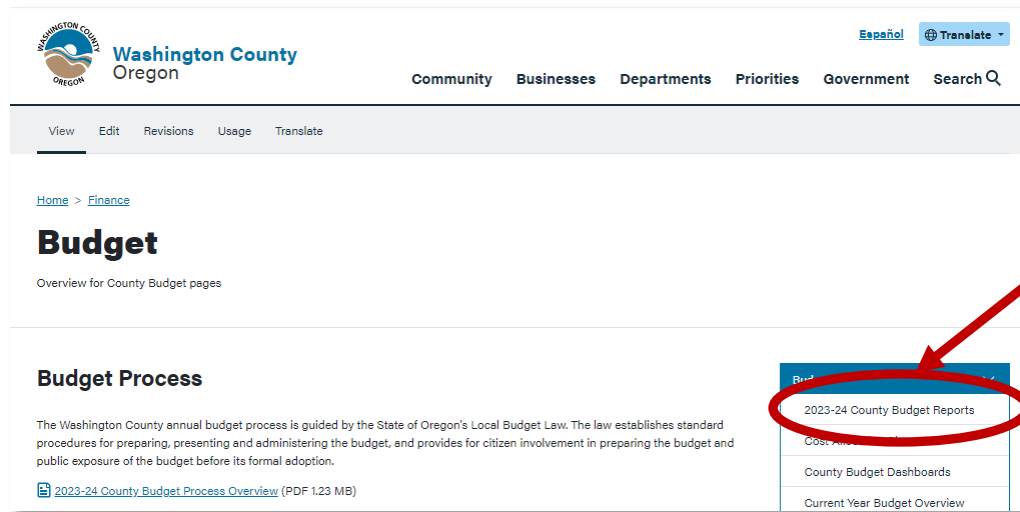 WASHINGTON COUNTY
OREGON
Washington County
Oregon
Español
Translate
Community Businesses Departments Priorities Government Search
View Edit Revisions Usage Translate
Home > Finance
Budget
Overview for County Budget pages
Budget Process
The Washington County annual budget process is guided by the State of Oregon's Local Budget Law. The law establishes standard
procedures for preparing, presenting and administering the budget, and provides for citizen involvement in preparing the budget and
public exposure of the budget before its formal adoption.
2023-24 County Budget Process Overview (PDF 1.23 MB)
2023-24 County Budget Reports
County Budget Dashboards
Current Year Budget Overview